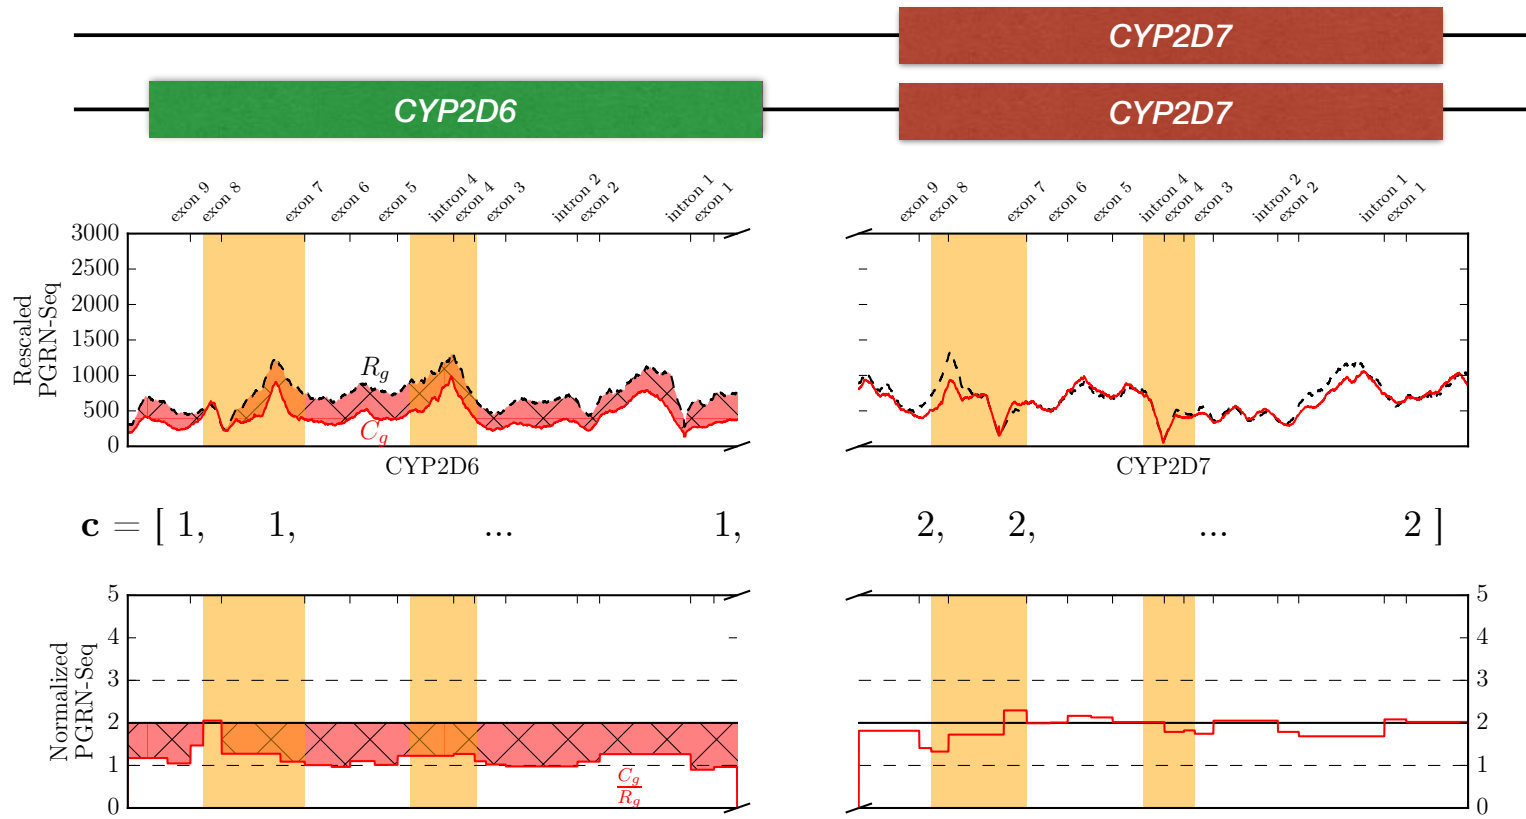 CYP2D7
CYP2D6 CYP2D7
exon 9 exon 8 exon 7 exon 6 exon 5 intron 4 exon 4 exon 3 intron 2 exon 2 intron 1 exon 1
exon 9 exon 8 exon 7 exon 6 exon 5 intron 4 exon 4 exon 3 intron 2 exon 2 intron 1 exon 1
Rescaled
PGRN-Seq
3000
2500
2000
1500
1000
500
0
R_g
C_g
CYP2D6 CYP2D7
c = [ 1, 1, ... 1, 2, 2, ... 2 ]
Normalized
PGRN-Seq
5 5
4 4
3 3
2 2
1 1
0 0
C_g
R_g